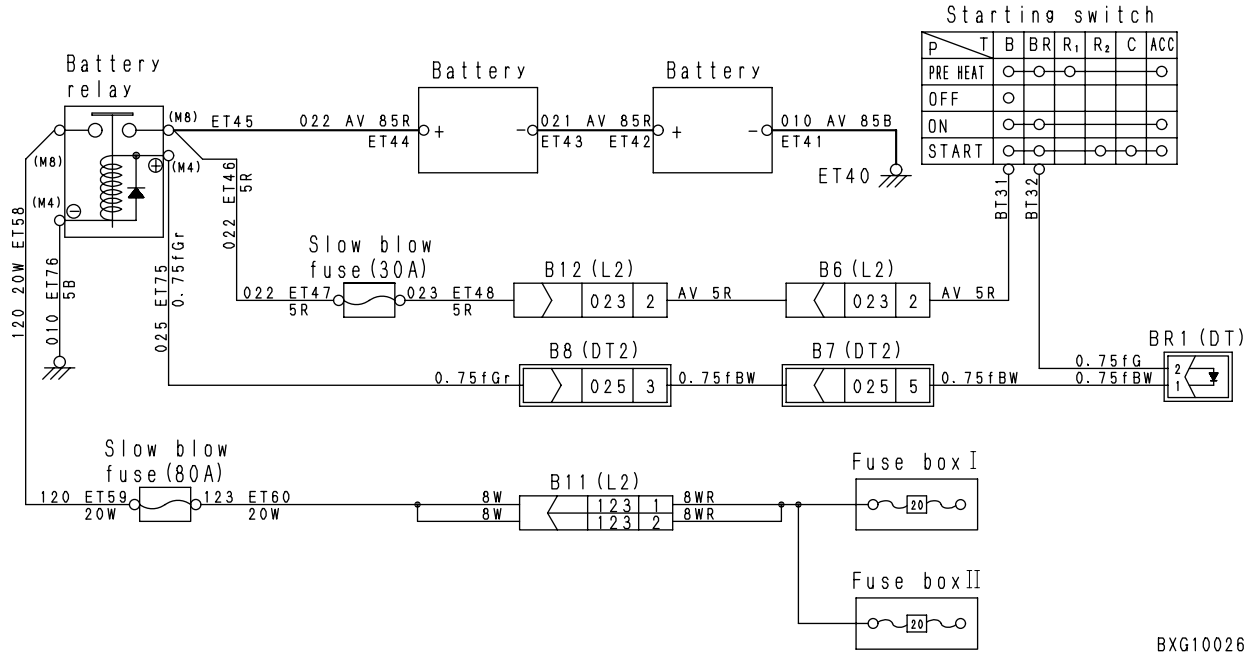 Starting switch
P T B BR R₁ R₂ C ACC
PRE HEAT
OFF
ON
START
BT31
BT32
Battery
relay
(M8)
(M8)
(M4)
(M4)
+
−
ET45
022 AV 85R
ET44
Battery
+ −
021 AV 85R
ET43 ET42
Battery
+ −
010 AV 85B
ET41
ET40
022 ET46
5R
120 20W ET58
010 ET76
5B
025 ET75
0.75fGr
Slow blow
fuse(30A)
022 ET47
5R
023 ET48
5R
B12(L2)
023 2
AV 5R
B6(L2)
023 2
AV 5R
B8(DT2)
0.75fGr
025 3
0.75fBW
B7(DT2)
025 5
0.75fBW
BR1(DT)
0.75fG
0.75fBW
2
1
Slow blow
fuse(80A)
120 ET59
20W
123 ET60
20W
B11(L2)
8W 123 1 8WR
8W 123 2 8WR
Fuse box I
20
Fuse box II
20
BXG10026